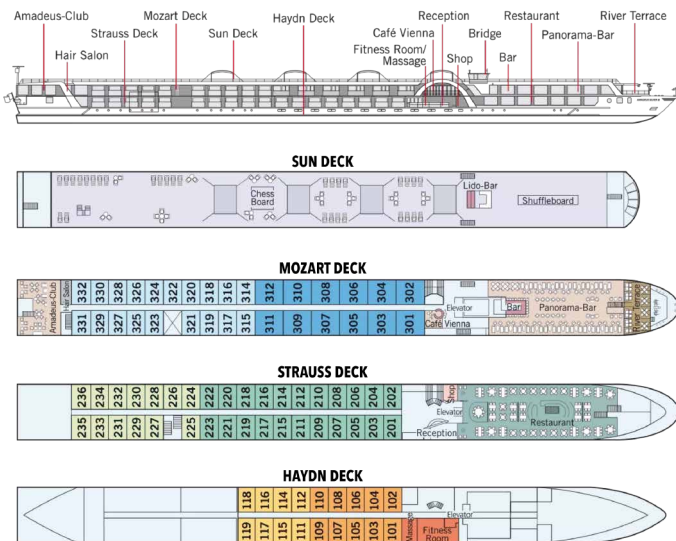 Amadeus-Club
Mozart Deck
Haydn Deck
Reception
Restaurant
River Terrace
Strauss Deck
Sun Deck
Café Vienna
Bridge
Panorama-Bar
Hair Salon
Fitness Room/
Massage
Shop
Bar
SUN DECK
Chess
Board
Lido-Bar
Shuffleboard
MOZART DECK
Amadeus-Club
Hair Salon
332 330 328 326 324 322 320 318 316 314 312 310 308 306 304 302
331 329 327 325 323 321 319 317 315 311 309 307 305 303 301
Café Vienna
Elevator
Bar
Panorama-Bar
River
STRAUSS DECK
236 234 232 230 228 226 224 222 220 218 216 214 212 210 208 206 204 202
235 233 231 229 227 225 223 221 219 217 215 211 209 207 205 203 201
Shop
Elevator
Reception
Restaurant
HAYDN DECK
118 116 114 112 110 108 106 104 102
119 117 115 111 109 107 105 103 101
Massage
Elevator
Fitness
Room